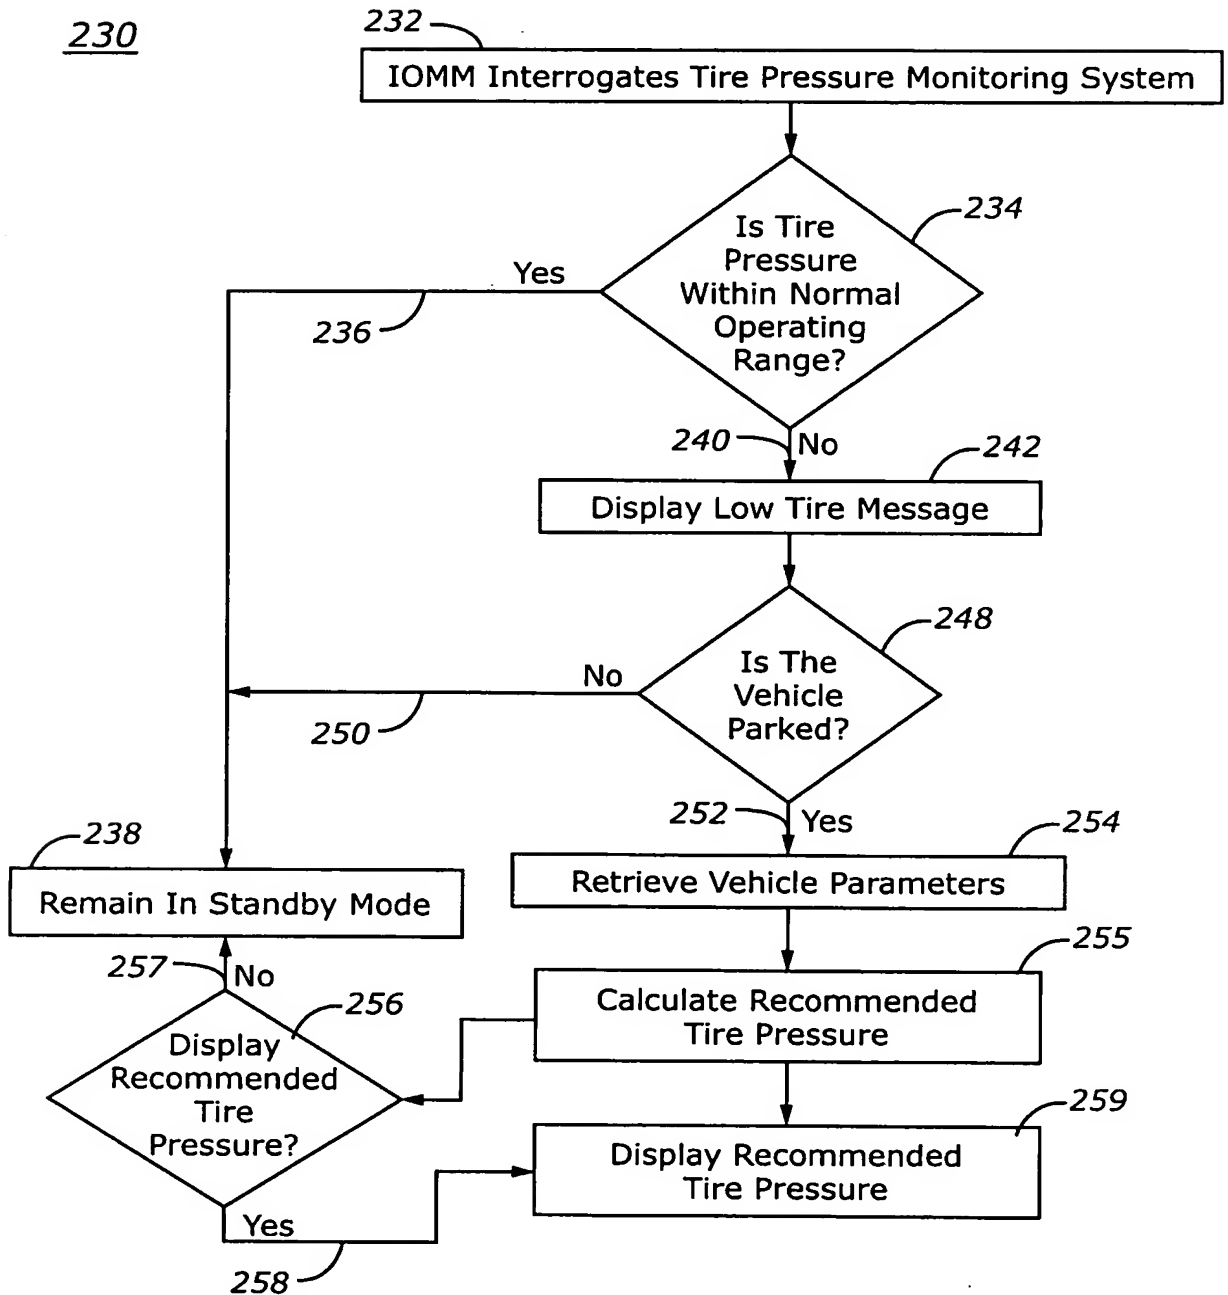 230
232
IOMM Interrogates Tire Pressure Monitoring System
234
Is Tire
Pressure
Within Normal
Operating
Range?
Yes
236
240
No
242
Display Low Tire Message
248
Is The
Vehicle
Parked?
No
250
252
Yes
254
Retrieve Vehicle Parameters
238
Remain In Standby Mode
255
Calculate Recommended
Tire Pressure
257
No
256
Display
Recommended
Tire
Pressure?
259
Display Recommended
Tire Pressure
Yes
258